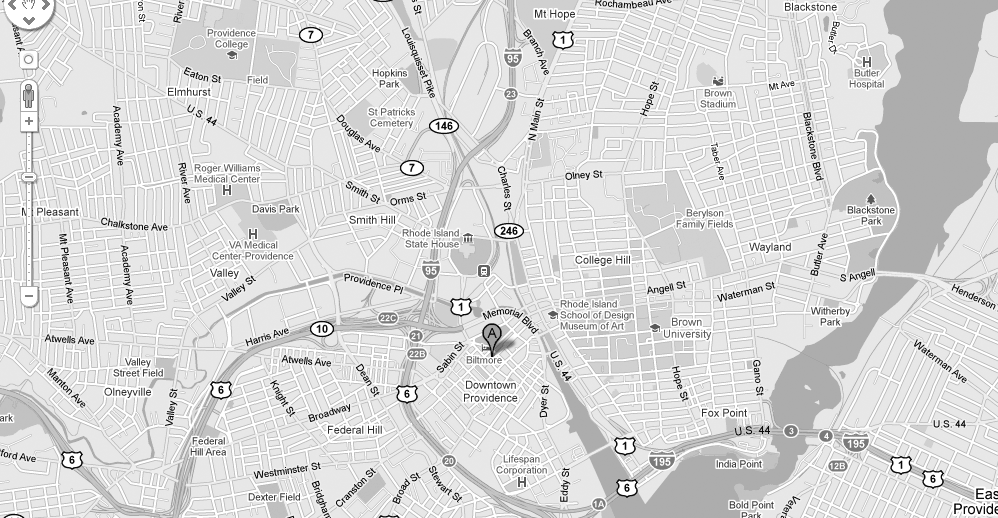 Rochambeau Ave
Blackstone
Mt Hope
1
7
Providence
College
Louisquisset Pike
Branch Ave
95
Butler Dr
Butler
Hospital
H
Eaton St
Field
Elmhurst
Hopkins
Park
23
Hope St
Brown
Stadium
Mt Ave
U.S. 44
St Patricks
Cemetery
146
N Main St
Academy Ave
Douglas Ave
7
Blackstone Blvd
Taber Ave
River Ave
Roger Williams
Medical Center
H
Smith St
Orms St
Charles St
Olney St
Pleasant
Davis Park
Smith Hill
Blackstone
Park
Chalkstone Ave
Rhode Island
State House
246
Berylson
Family Fields
Mt Pleasant Ave
Academy Ave
H
VA Medical
Center-Providence
Wayland
Butler Ave
College Hill
Valley
95
Valley St
Providence Pl
S Angell
Angell St
Waterman St
Henderson
1
Memorial Blvd
Rhode Island
School of Design
Museum of Art
Witherby
Park
22C
10
Harris Ave
21
A
Brown
University
Atwells Ave
22B
Sabin St
Biltmore
Waterman Ave
Valley
Street Field
Atwells Ave
U.S. 44
Manton Ave
Olneyville
Dean St
6
6
Downtown
Providence
Dyer St
Hope St
Gano St
Valley St
Knight St
Broadway
Federal Hill
Fox Point
U.S. 44
3
4
195
U.S. 44
Federal
Hill Area
1
195
6
20
Lifespan
Corporation
H
India Point
12B
1
6
Westminster St
Dexter Field
Cranston St
Broad St
Stewart St
Eddy St
6
1A
Bold Point
Park